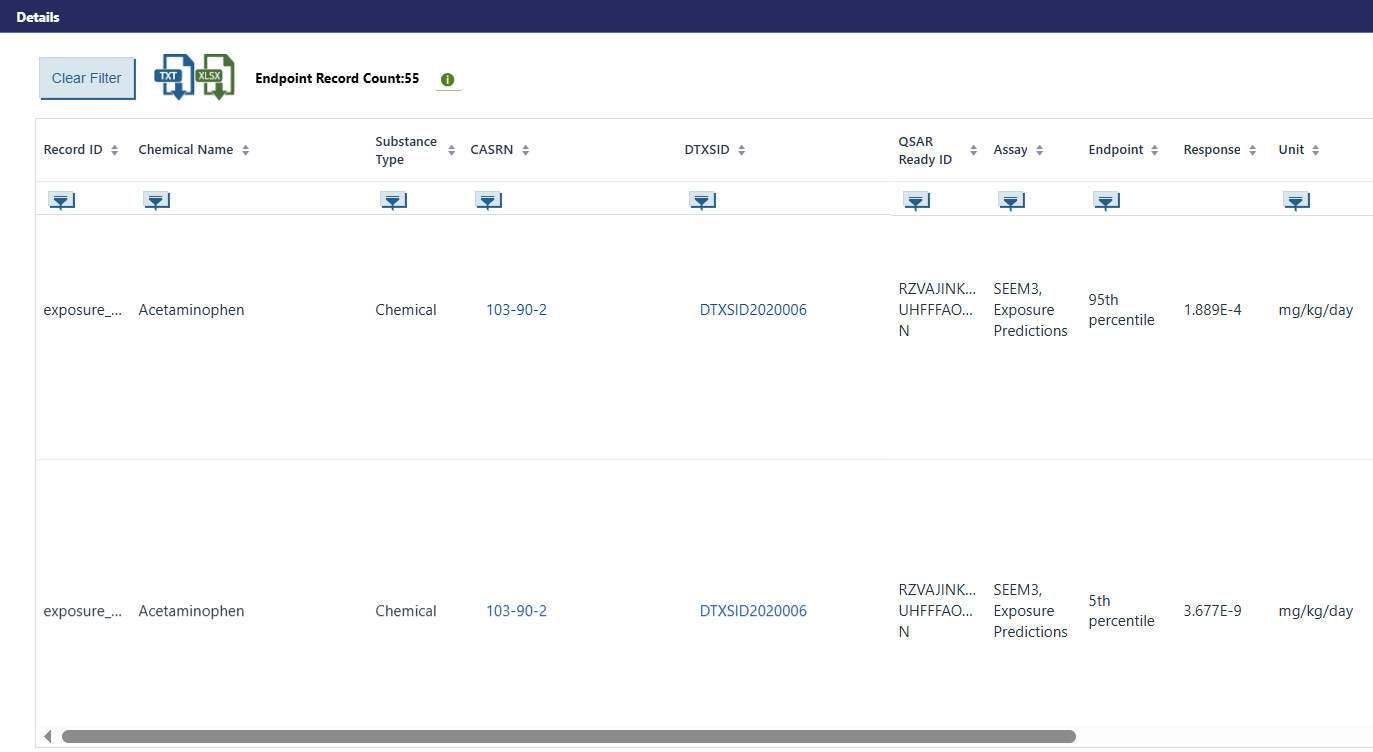 Details
Clear Filter
TXT
XLSX
Endpoint Record Count:55
i
Record ID
Chemical Name
Substance
Type
CASRN
DTXSID
QSAR
Ready ID
Assay
Endpoint
Response
Unit
exposure_...
Acetaminophen
Chemical
103-90-2
DTXSID2020006
RZVAJINK...
UHFFFAO...
N
SEEM3,
Exposure
Predictions
95th
percentile
1.889E-4
mg/kg/day
exposure_...
Acetaminophen
Chemical
103-90-2
DTXSID2020006
RZVAJINK...
UHFFFAO...
N
SEEM3,
Exposure
Predictions
5th
percentile
3.677E-9
mg/kg/day